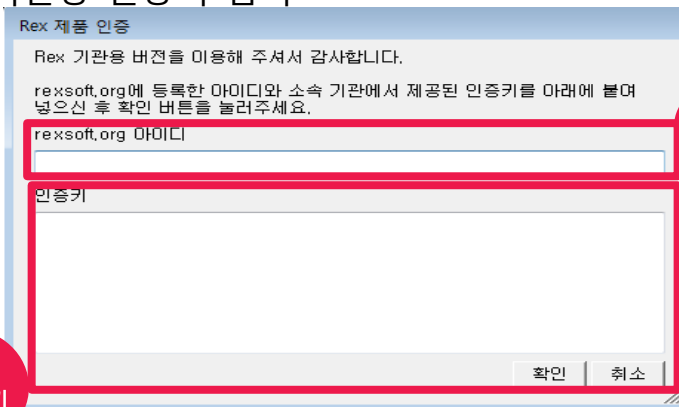 Rex 제품 인증
Rex 기관용 버전을 이용해 주셔서 감사합니다.
rexsoft.org에 등록한 아이디와 소속 기관에서 제공된 인증키를 아래에 붙여
넣으신 후 확인 버튼을 눌러주세요.
rexsoft.org 아이디
인증키
확인 취소